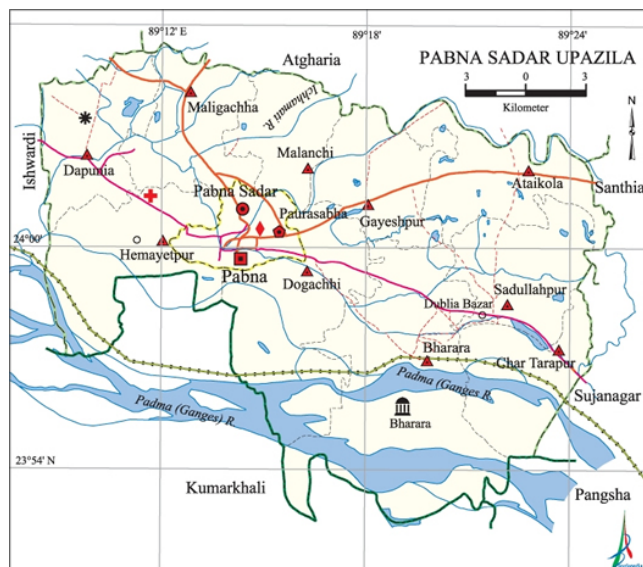 89°12' E
89°18'
89°24'
Atgharia
PABNA SADAR UPAZILA
3 0 3
Kilometer
N
Maligachha
Ichhamati R.
Ishwardi
Dapunia
Malanchi
Ataikola
Santhia
Pabna Sadar
Paurasabha
Gayeshpur
24°00'
Hemayetpur
Pabna
Dogachhi
Sadullahpur
Dublia Bazar
Bharara
Char Tarapur
Padma (Ganges) R.
Sujanagar
Padma (Ganges) R.
Bharara
23°54' N
Kumarkhali
Pangsha